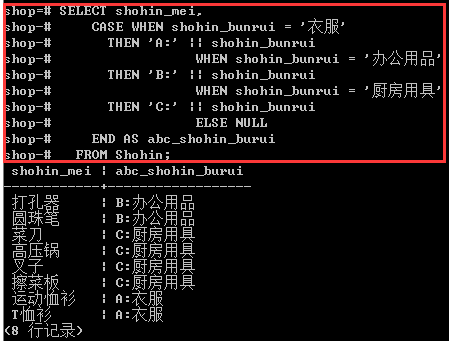 shop=# SELECT shohin_mei,
shop-#     CASE WHEN shohin_bunrui = '衣服'
shop-#       THEN 'A:' || shohin_bunrui
shop-#                 WHEN shohin_bunrui = '办公用品'
shop-#       THEN 'B:' || shohin_bunrui
shop-#                 WHEN shohin_bunrui = '厨房用具'
shop-#       THEN 'C:' || shohin_bunrui
shop-#                 ELSE NULL
shop-#     END AS abc_shohin_burui
shop-#   FROM Shohin;
shohin_mei | abc_shohin_burui
-----------+------------------
打孔器 | B:办公用品
圆珠笔 | B:办公用品
菜刀 | C:厨房用具
高压锅 | C:厨房用具
叉子 | C:厨房用具
擦菜板 | C:厨房用具
运动恤衫 | A:衣服
T恤衫 | A:衣服
(8 行记录)